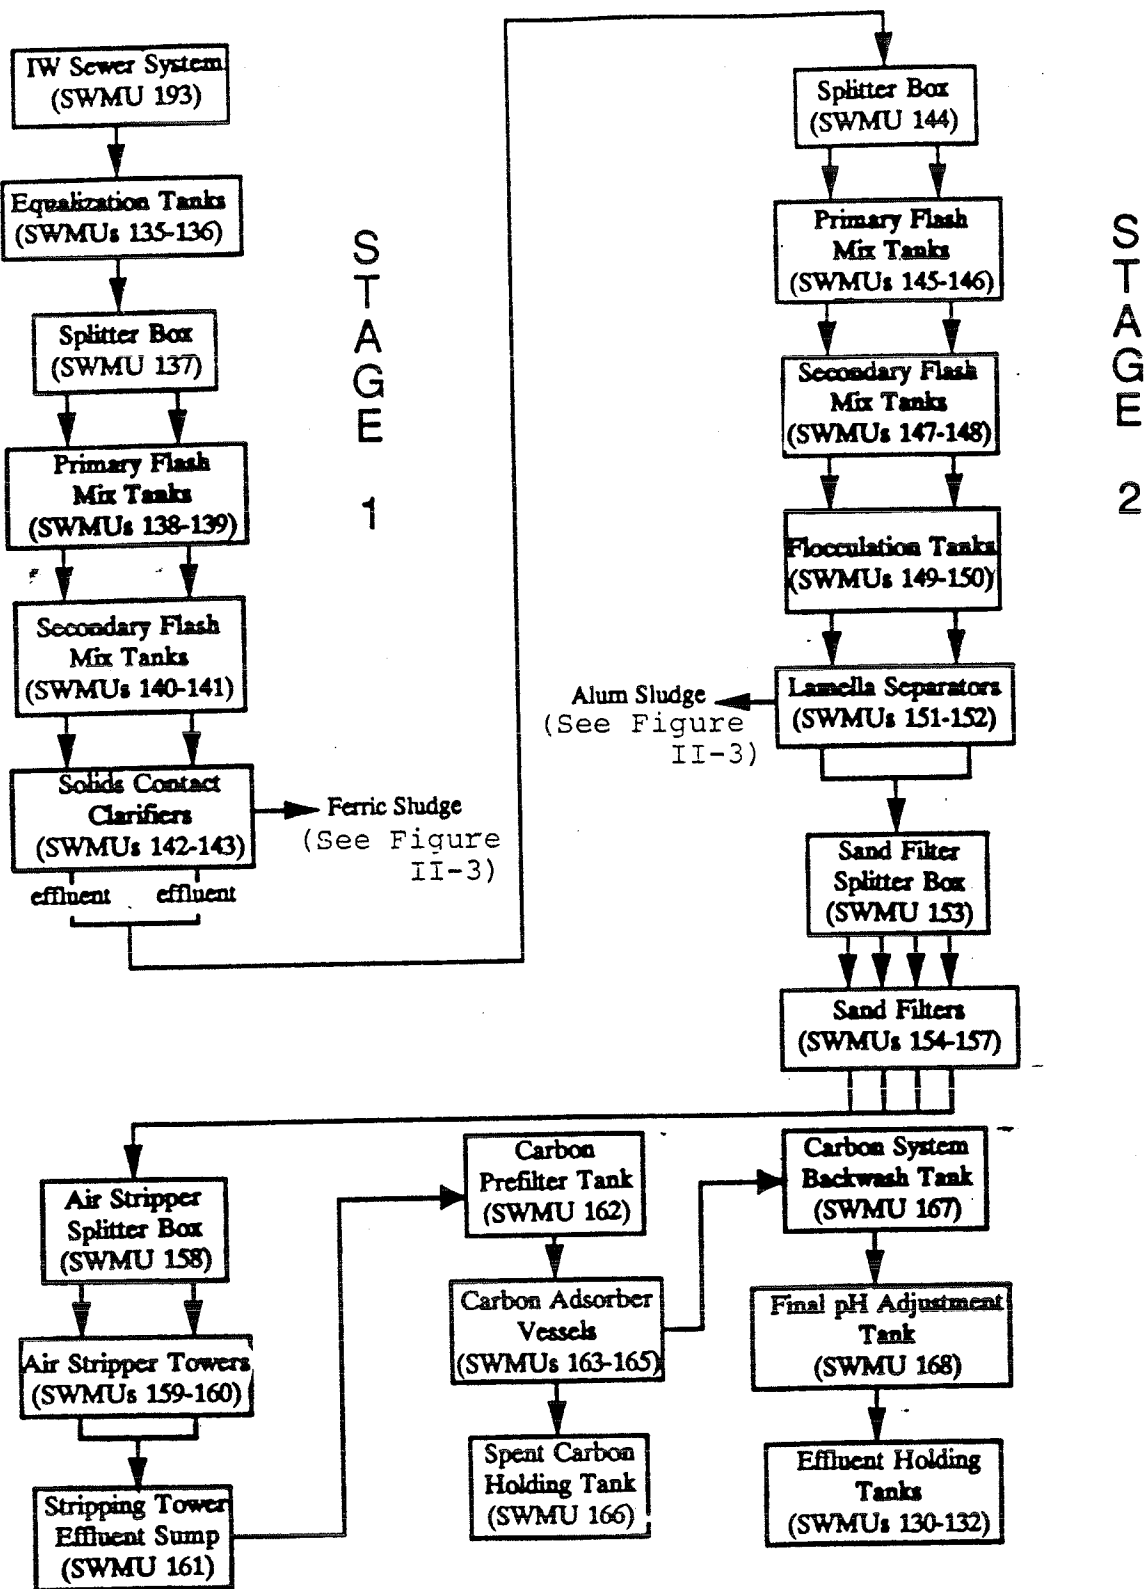 IW Sewer System
(SWMU 193)
Equalization Tanks
(SWMUs 135-136)
Splitter Box
(SWMU 137)
Primary Flash
Mix Tanks
(SWMUs 138-139)
Secondary Flash
Mix Tanks
(SWMUs 140-141)
Solids Contact
Clarifiers
(SWMUs 142-143)
effluent effluent
Ferric Sludge
(See Figure
II-3)
STAGE 1
Splitter Box
(SWMU 144)
Primary Flash
Mix Tanks
(SWMUs 145-146)
Secondary Flash
Mix Tanks
(SWMUs 147-148)
Flocculation Tanks
(SWMUs 149-150)
Lamella Separators
(SWMUs 151-152)
Alum Sludge
(See Figure
II-3)
Sand Filter
Splitter Box
(SWMU 153)
Sand Filters
(SWMUs 154-157)
STAGE 2
Air Stripper
Splitter Box
(SWMU 158)
Air Stripper Towers
(SWMUs 159-160)
Stripping Tower
Effluent Sump
(SWMU 161)
Carbon
Prefilter Tank
(SWMU 162)
Carbon Adsorber
Vessels
(SWMUs 163-165)
Spent Carbon
Holding Tank
(SWMU 166)
Carbon System
Backwash Tank
(SWMU 167)
Final pH Adjustment
Tank
(SWMU 168)
Effluent Holding
Tanks
(SWMUs 130-132)